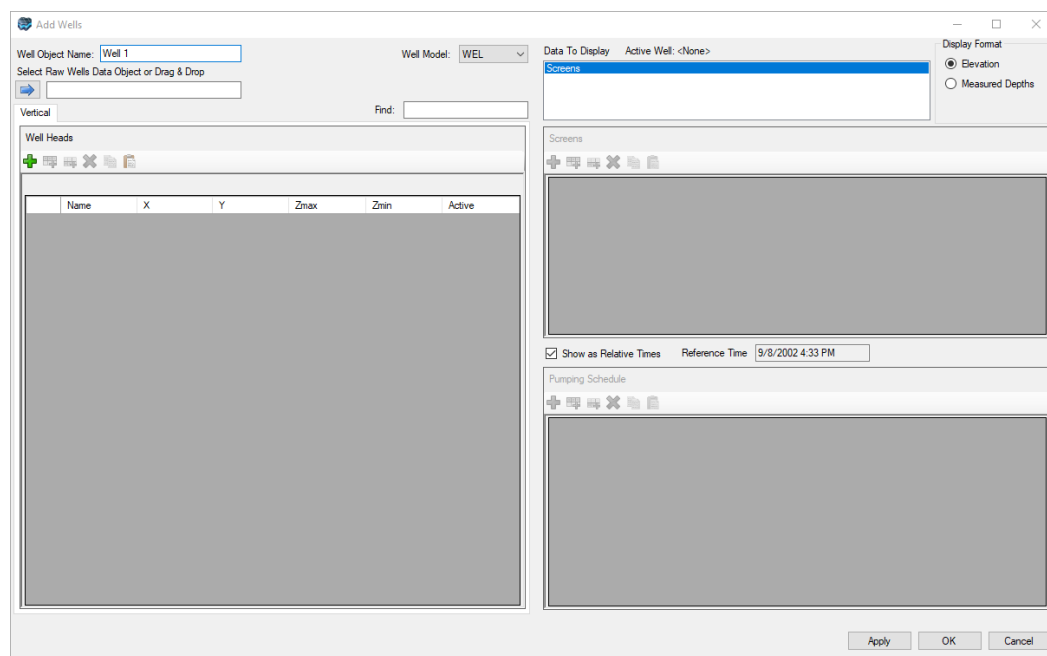 Add Wells
Well Object Name: Well 1
Well Model: WEL
Select Raw Wells Data Object or Drag & Drop
Vertical
Find:
Well Heads
Name X Y Zmax Zmin Active
Data To Display Active Well: <None>
Screens
Display Format
Elevation
Measured Depths
Screens
Show as Relative Times Reference Time 9/8/2002 4:33 PM
Pumping Schedule
Apply OK Cancel